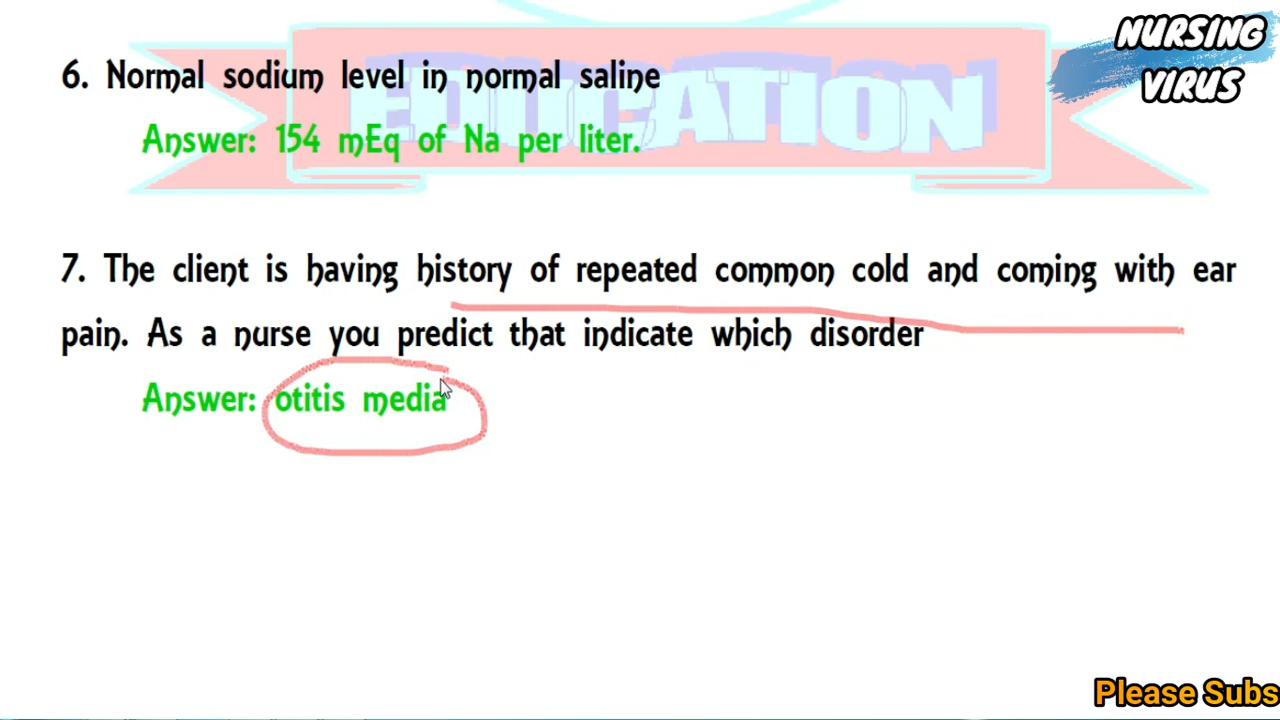 NURSING
VIRUS
EDUCATION
6. Normal sodium level in normal saline
Answer: 154 mEq of Na per liter.
7. The client is having history of repeated common cold and coming with ear
pain. As a nurse you predict that indicate which disorder
Answer: otitis media
Please Subs